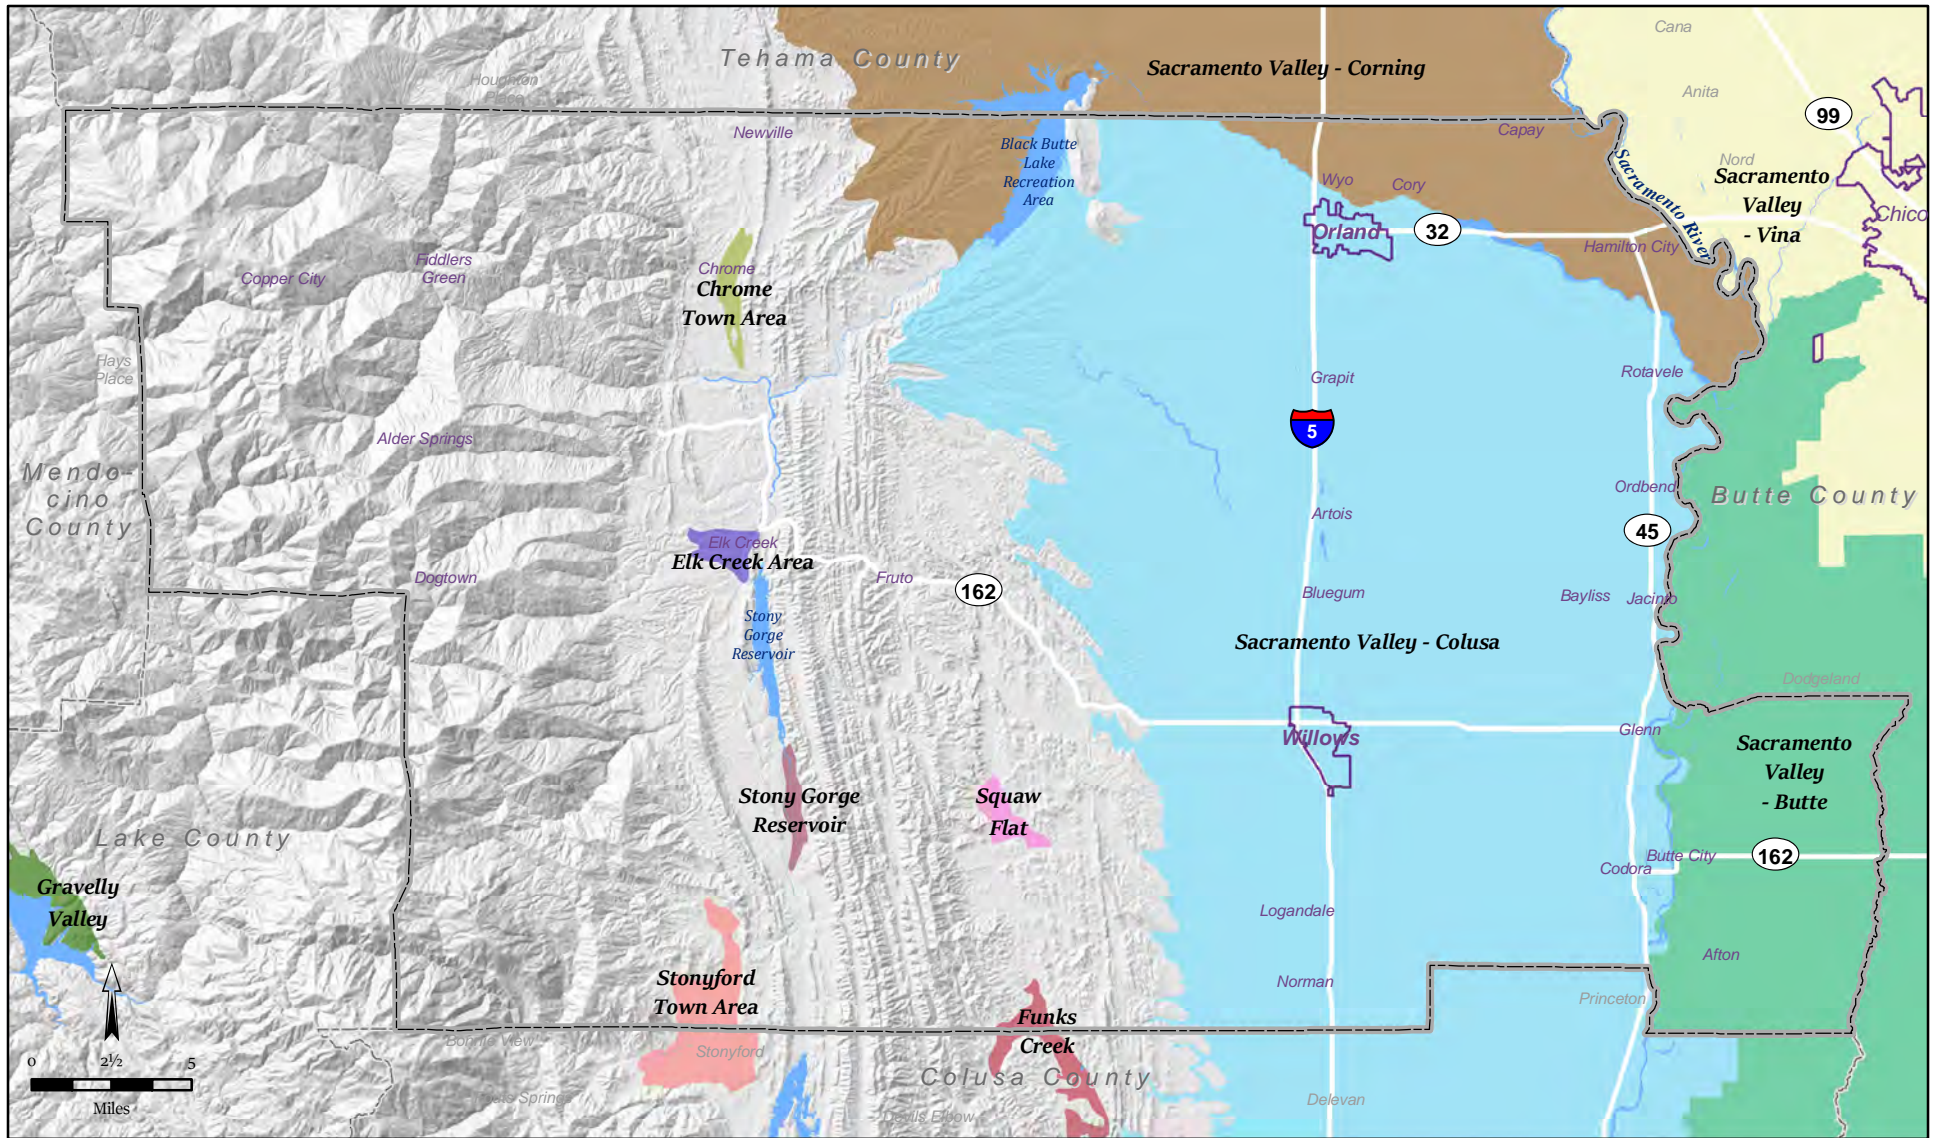 Cana
Tehama County
Sacramento Valley - Corning
Houghton
Place
Anita
99
Newville
Capay
Black Butte
Lake
Recreation
Area
Nord
Sacramento
Valley
- Vina
Sacramento River
Wyo
Cory
Chico
Orland
32
Hamilton City
Fiddlers
Green
Copper City
Chrome
Chrome
Town Area
Hays
Place
Grapit
Rotavele
5
Alder Springs
Mendo-
cino
County
Ordbend
Butte County
Artois
45
Elk Creek
Elk Creek Area
Dogtown
Fruto
162
Bluegum
Bayliss
Jacinto
Stony
Gorge
Reservoir
Sacramento Valley - Colusa
Dodgeland
Glenn
Willows
Sacramento
Valley
- Butte
Stony Gorge
Reservoir
Squaw
Flat
Lake County
162
Butte City
Codora
Gravelly
Valley
Logandale
Afton
Stonyford
Town Area
Norman
Princeton
Funks
Creek
Bonnie View
Stonyford
Colusa County
0
2½
5
Miles
Springs
Delevan
Devils Elbow